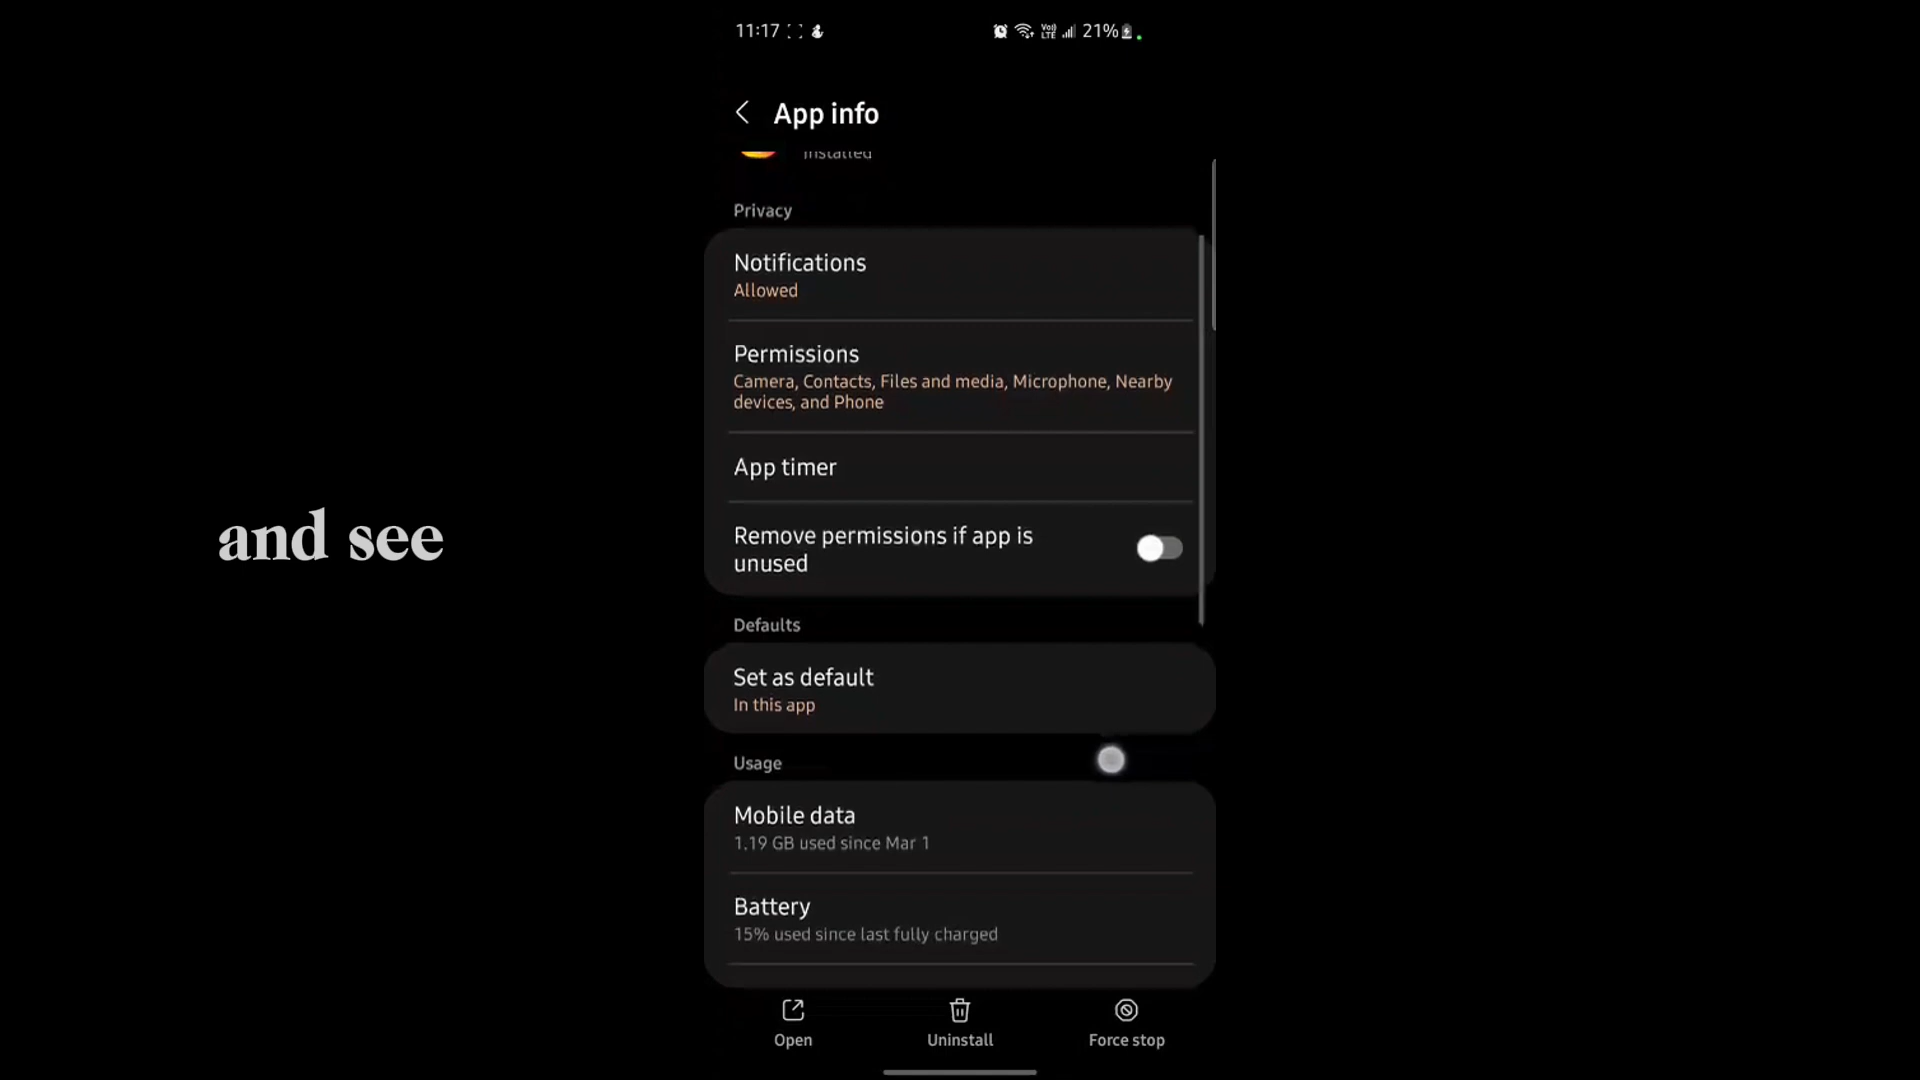 11:17
Vo)) LTE 21%
App info
Installed
Privacy
Notifications
Allowed
Permissions
Camera, Contacts, Files and media, Microphone, Nearby
devices, and Phone
App timer
Remove permissions if app is
unused
and see
Defaults
Set as default
In this app
Usage
Mobile data
1.19 GB used since Mar 1
Battery
15% used since last fully charged
Open
Uninstall
Force stop